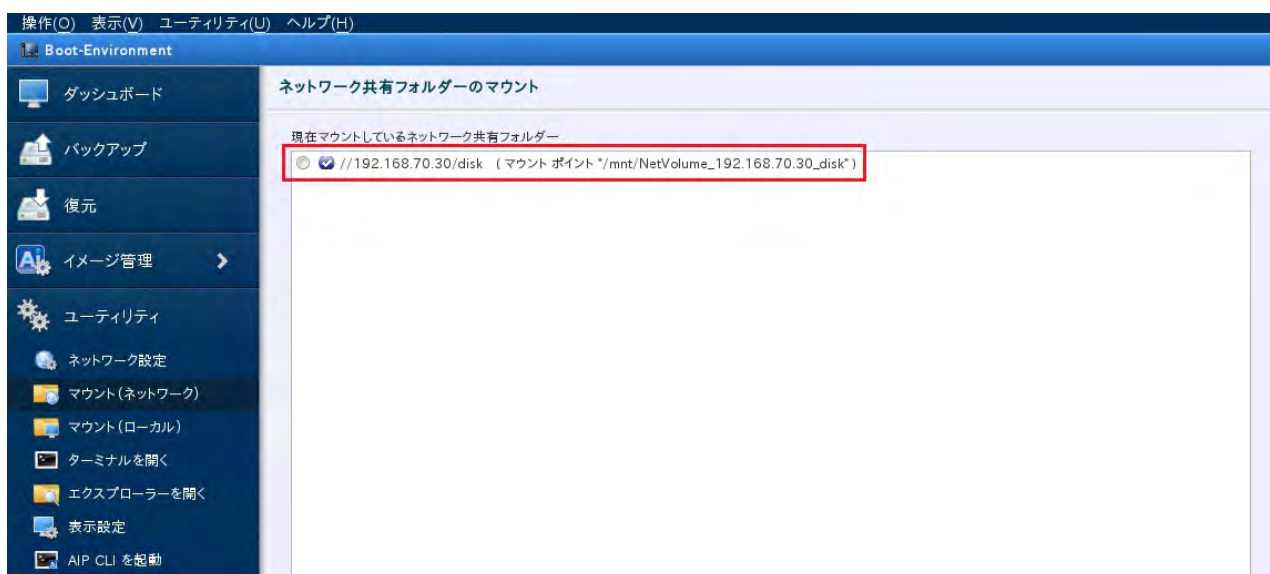 操作(O) 表示(V) ユーティリティ(U) ヘルプ(H)
Boot-Environment
ダッシュボード
バックアップ
復元
イメージ管理
ユーティリティ
ネットワーク設定
マウント(ネットワーク)
マウント(ローカル)
ターミナルを開く
エクスプローラーを開く
表示設定
AIP CLI を起動
ネットワーク共有フォルダーのマウント
現在マウントしているネットワーク共有フォルダー
//192.168.70.30/disk (マウント ポイント "/mnt/NetVolume_192.168.70.30_disk")